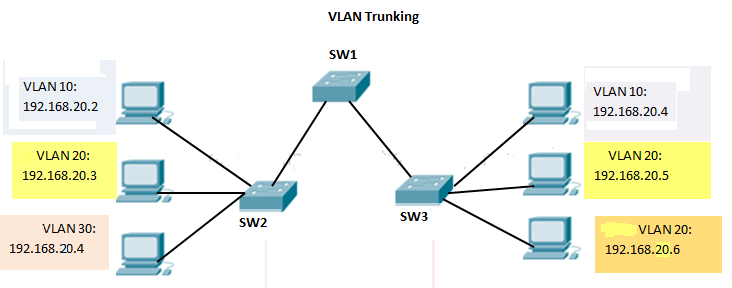 VLAN Trunking
SW1
VLAN 10:
192.168.20.2
VLAN 20:
192.168.20.3
VLAN 30:
192.168.20.4
SW2
SW3
VLAN 10:
192.168.20.4
VLAN 20:
192.168.20.5
VLAN 20:
192.168.20.6